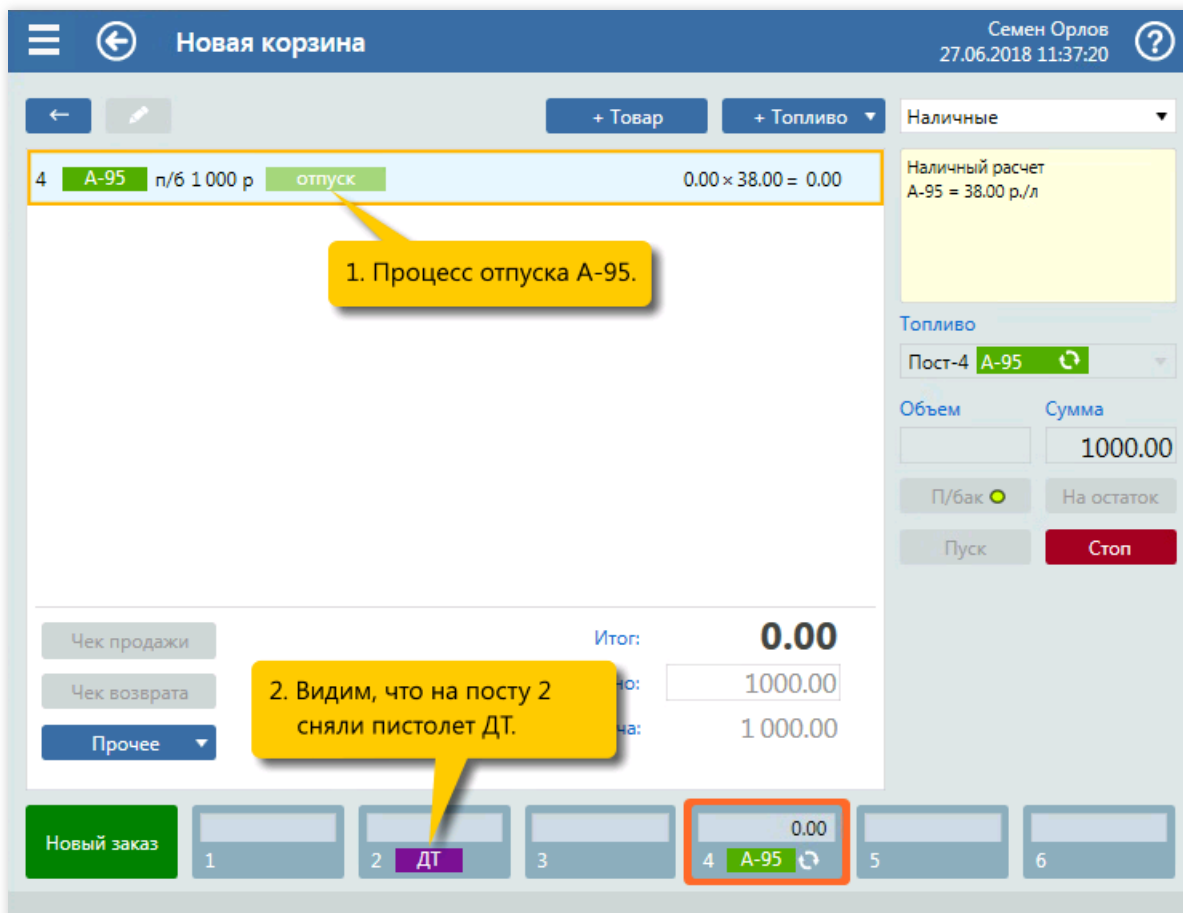 Новая корзина
Семен Орлов
27.06.2018 11:37:20
+ Товар
+ Топливо
Наличные
4 А-95 п/б 1 000 р отпуск 0.00 × 38.00 = 0.00
Наличный расчет
А-95 = 38.00 р./л
1. Процесс отпуска А-95.
Топливо
Пост-4 А-95
Объем Сумма
1000.00
П/бак На остаток
Пуск Стоп
Чек продажи
Итог: 0.00
Чек возврата
но: 1000.00
2. Видим, что на посту 2
сняли пистолет ДТ.
Прочее
ча: 1 000.00
Новый заказ
1
2 ДТ
3
0.00
4 А-95
5
6